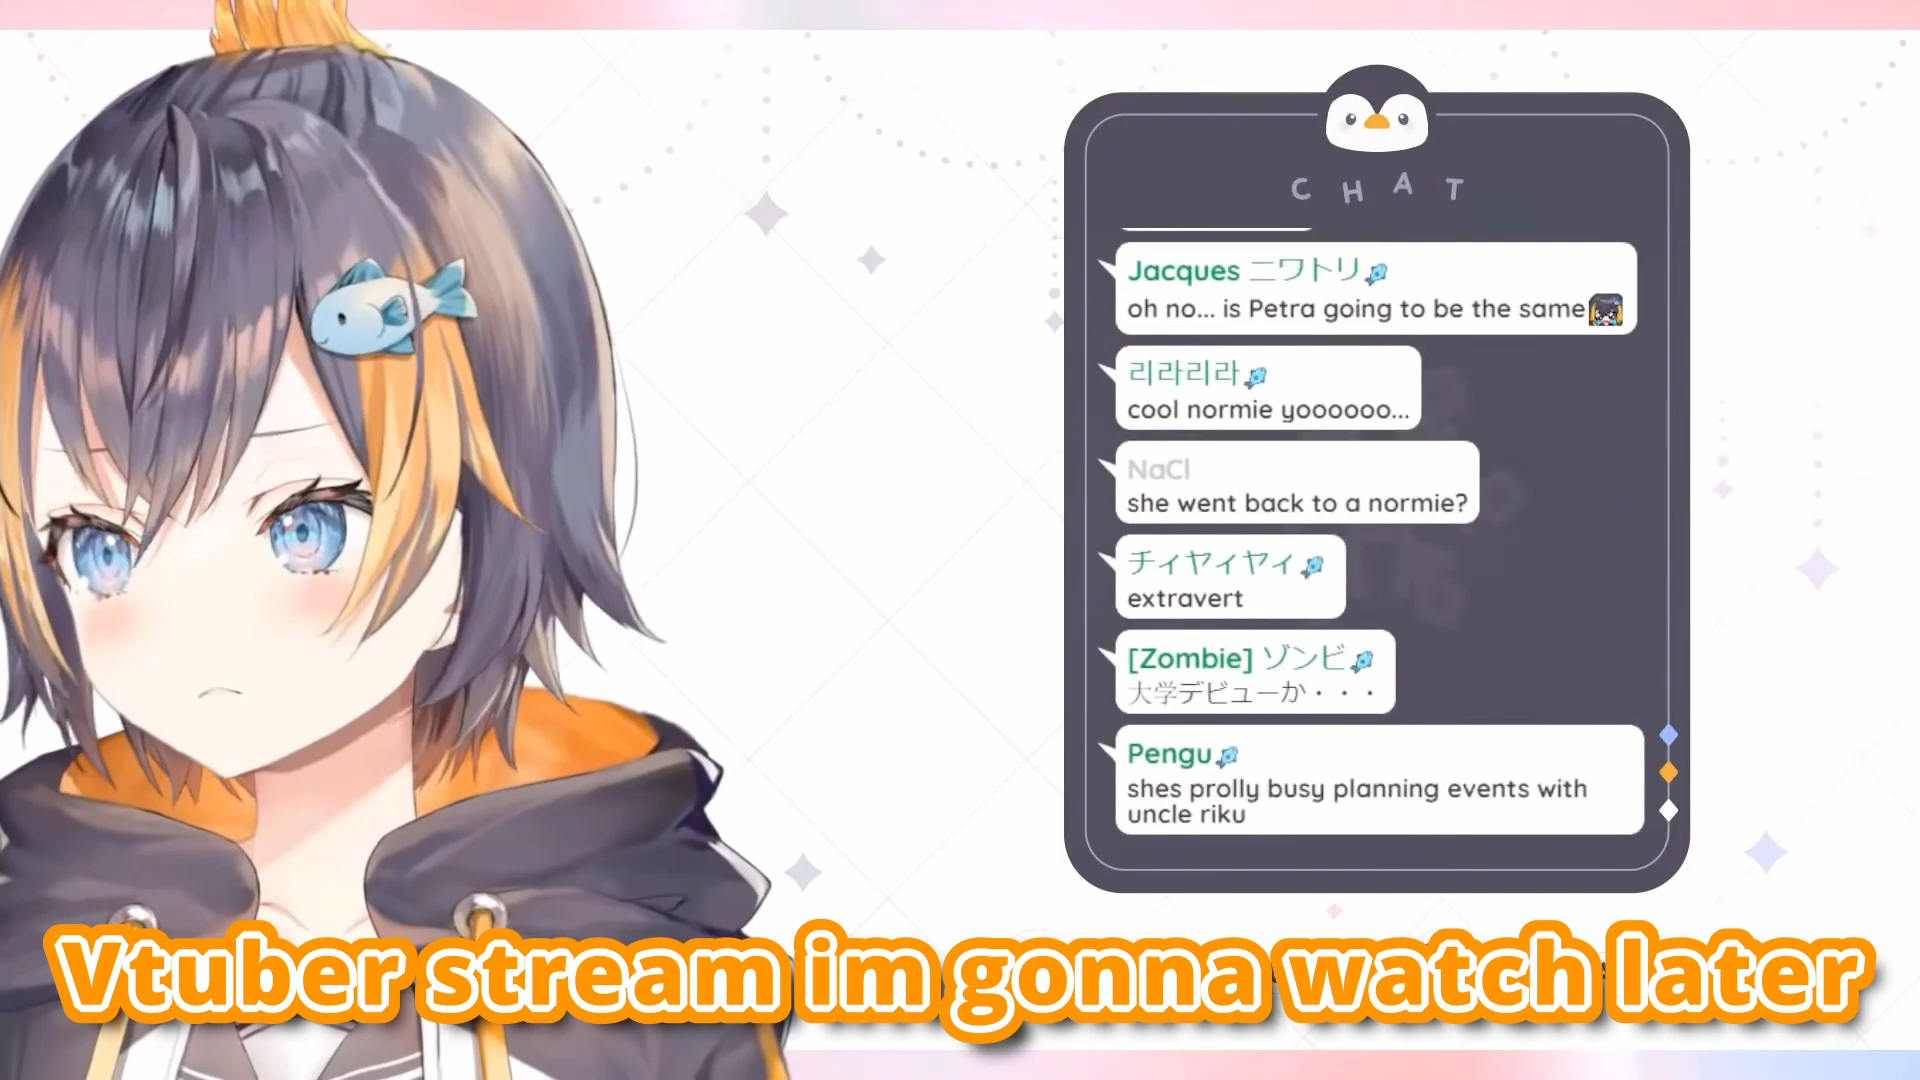 CHAT
Jacques ニワトリ
oh no... is Petra going to be the same
리라리라
cool normie yoooooo...
NaCl
she went back to a normie?
チィヤィヤィ
extravert
[Zombie] ゾンビ
大学デビューか・・・
Pengu
shes prolly busy planning events with
uncle riku
Vtuber stream im gonna watch later